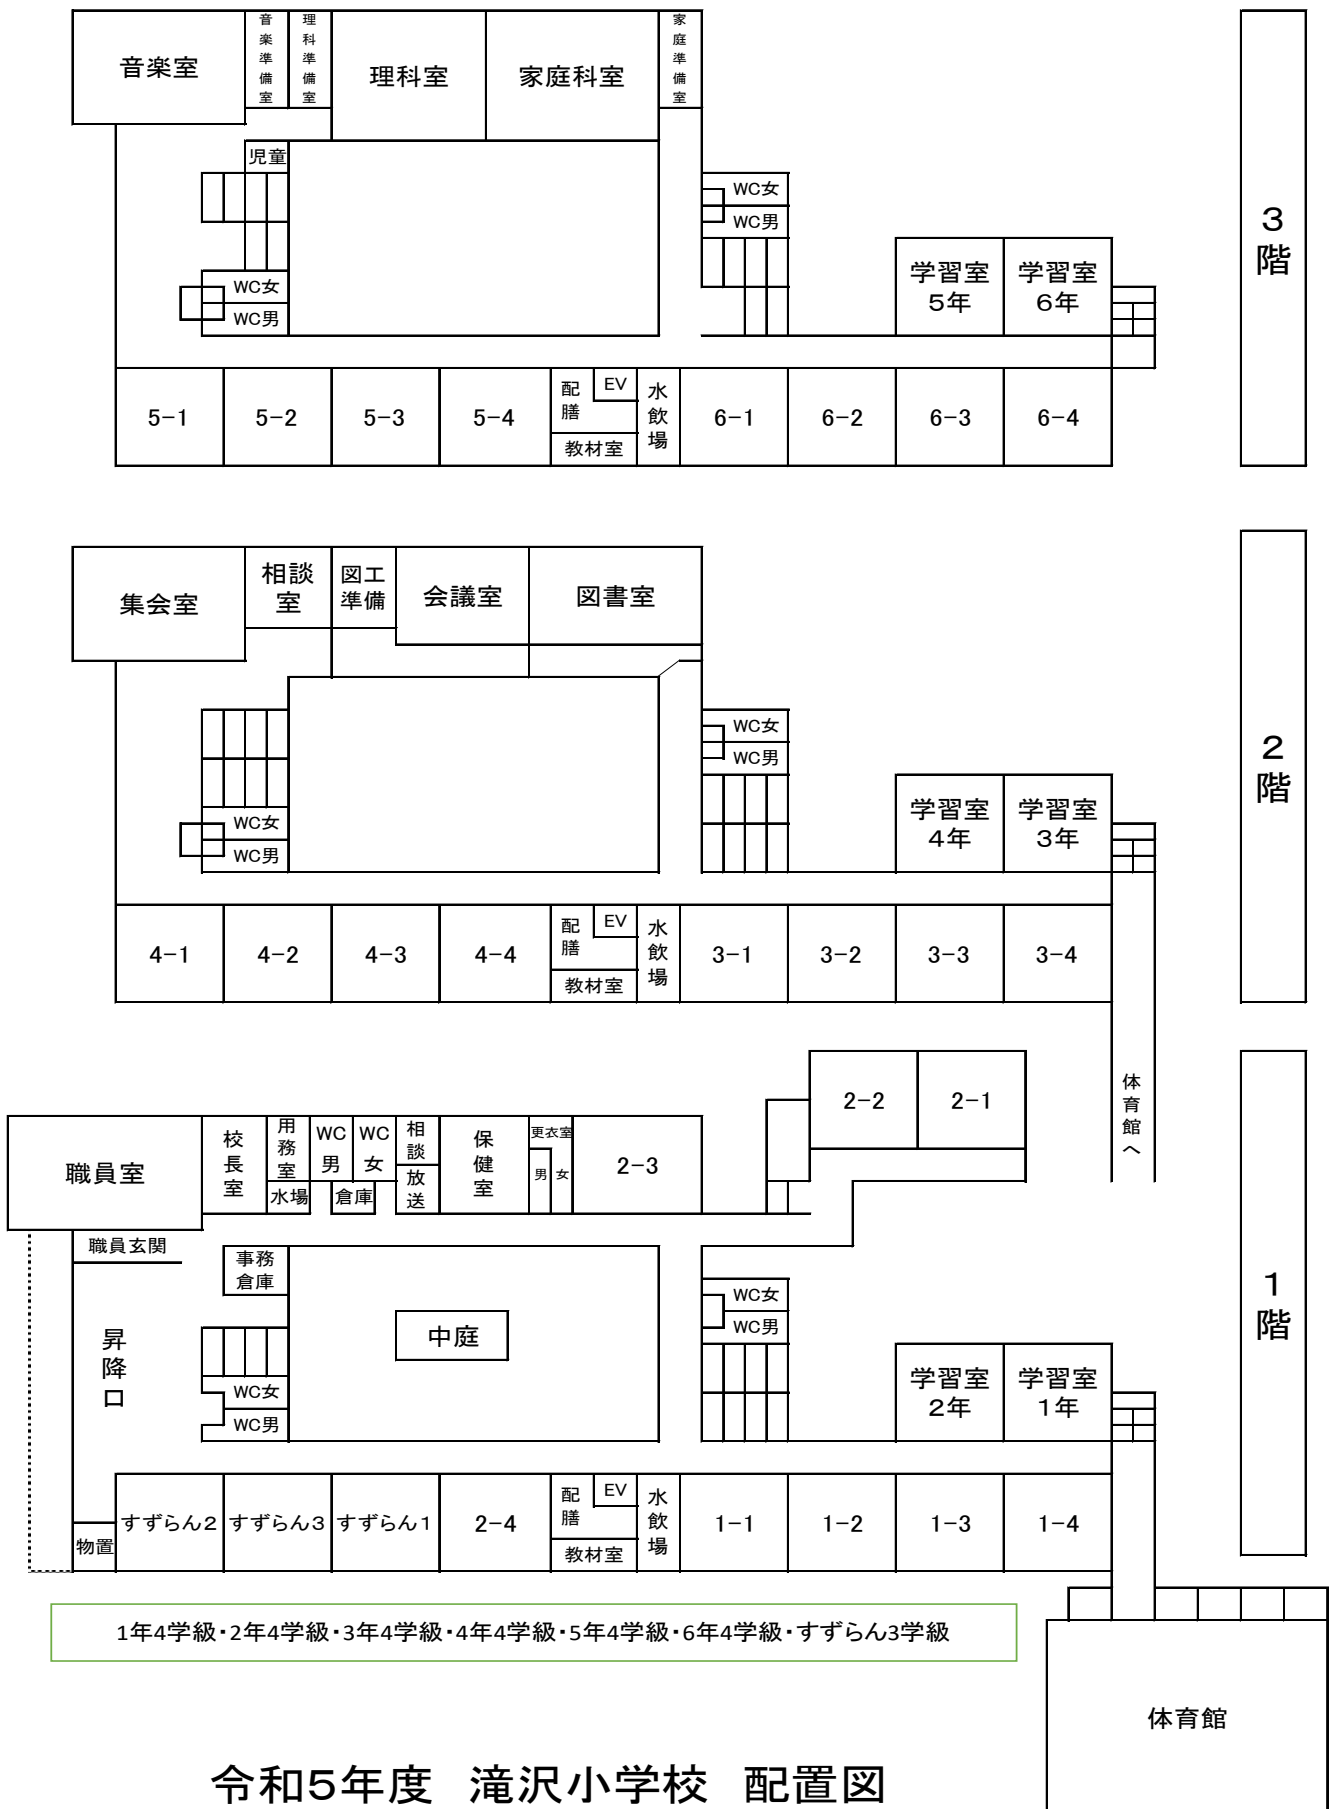 音楽室
音楽準備室
理科準備室
理科室
家庭科室
家庭準備室
児童
WC女
WC男
WC女
WC男
学習室
5年
学習室
6年
3階
5-1
5-2
5-3
5-4
配膳
EV
教材室
水飲場
6-1
6-2
6-3
6-4
集会室
相談
室
図工
準備
会議室
図書室
WC女
WC男
WC女
WC男
学習室
4年
学習室
3年
2階
4-1
4-2
4-3
4-4
配膳
EV
教材室
水飲場
3-1
3-2
3-3
3-4
体育館へ
2-2
2-1
職員室
校長室
用務室
水場
WC
男
WC
女
倉庫
相談
放送
保健室
更衣室
男
女
2-3
職員玄関
事務
倉庫
昇降口
中庭
WC女
WC男
WC女
WC男
学習室
2年
学習室
1年
1階
物置
すずらん2
すずらん3
すずらん1
2-4
配膳
EV
教材室
水飲場
1-1
1-2
1-3
1-4
1年4学級・2年4学級・3年4学級・4年4学級・5年4学級・6年4学級・すずらん3学級
体育館
令和5年度 滝沢小学校 配置図